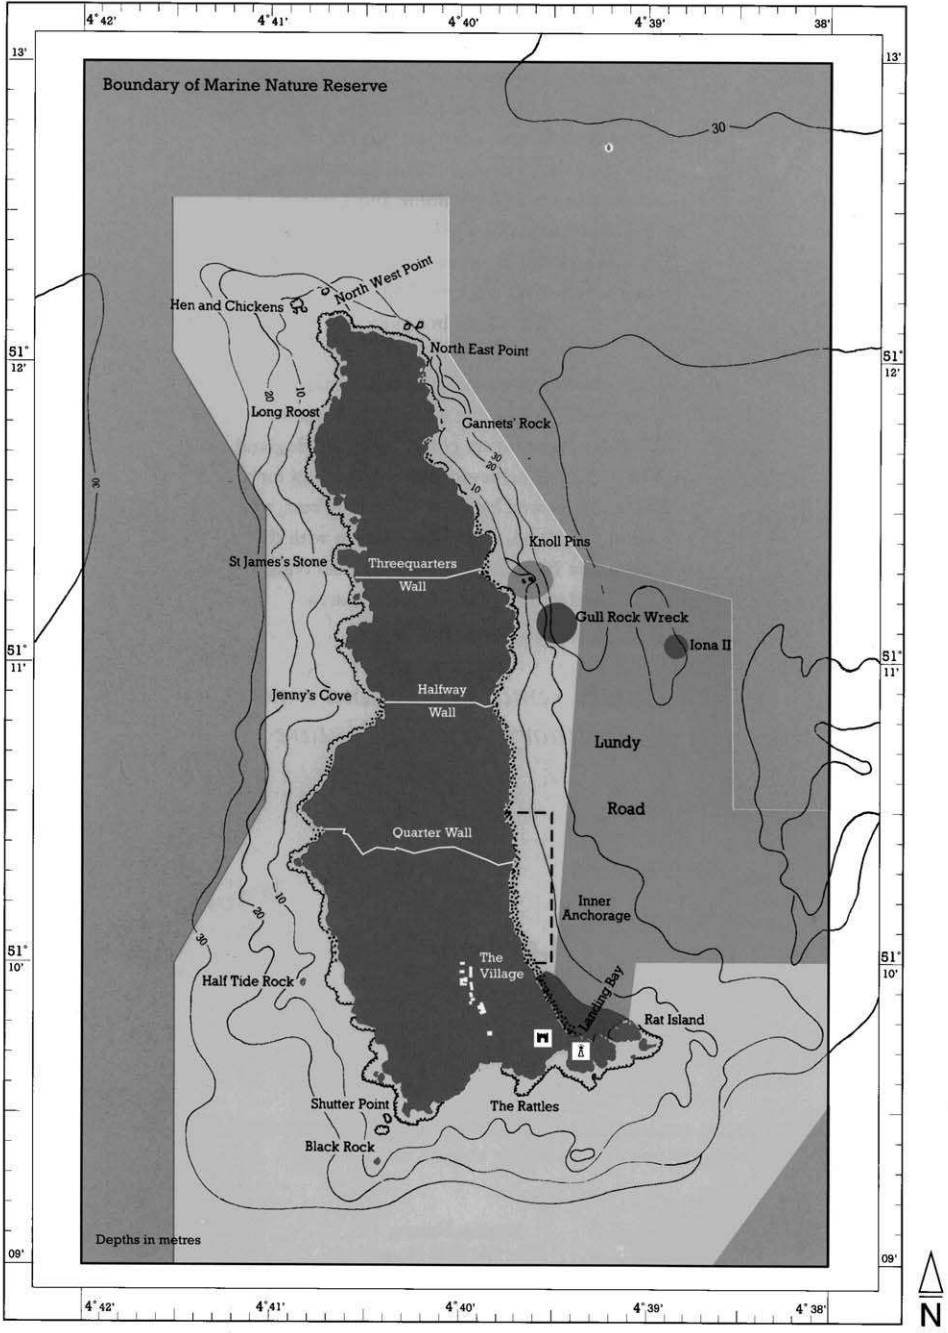 4°42' 4°41' 4°40' 4°39' 38'
13' 13'
Boundary of Marine Nature Reserve
30
North West Point
Hen and Chickens
51° 51°
12' 12'
North East Point
20 10
Long Roost
Gannets' Rock
30
20
10
30
Knoll Pins
St James's Stone
Threequarters
Wall
Gull Rock Wreck
Iona II
51° 51°
11' 11'
Jenny's Cove
Halfway
Wall
Lundy
Road
Quarter Wall
10
20
30
Inner
Anchorage
51° 51°
10' 10'
The
Village
Half Tide Rock
Landing Bay
Rat Island
Shutter Point
The Rattles
Black Rock
Depths in metres
09' 09'
4°42' 4°41' 4°40' 4°39' 4°38'
N